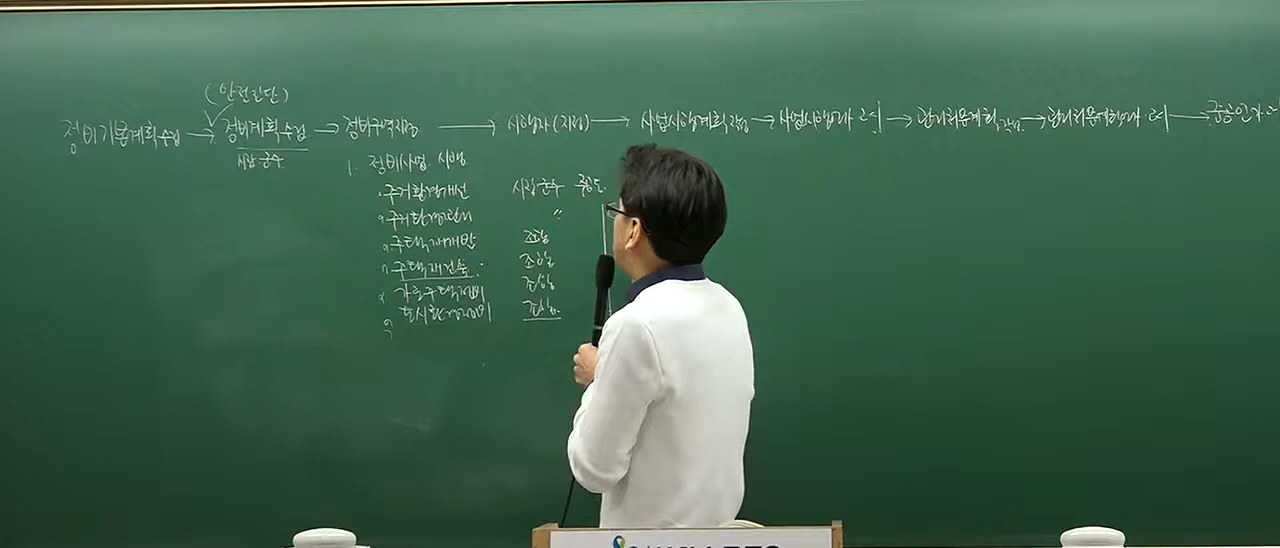 (안전진단)
정비기본계획수립 → 정비계획수립 → 정비구역지정 → 시행자(지정) → 사업시행계획작성 → 사업시행인가 고시 → 관리처분계획작성 → 관리처분계획인가 고시 → 준공인가
시장·군수
1. 정비사업 시행
주거환경개선 시장·군수 주공
주거환경관리 〃
주택재개발 조합
주택재건축 조합
가로주택정비 조합
도시환경정비 조합